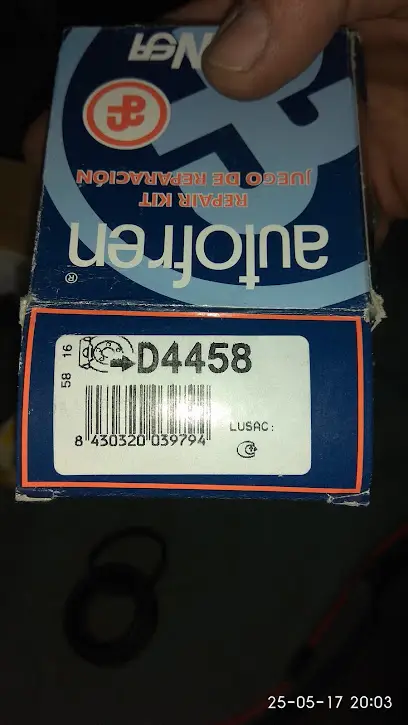 autofren®
REPAIR KIT
JUEGO DE REPARACIÓN
58 16
D4458
8 430320 039794
LUSAC:
25-05-17 20:03